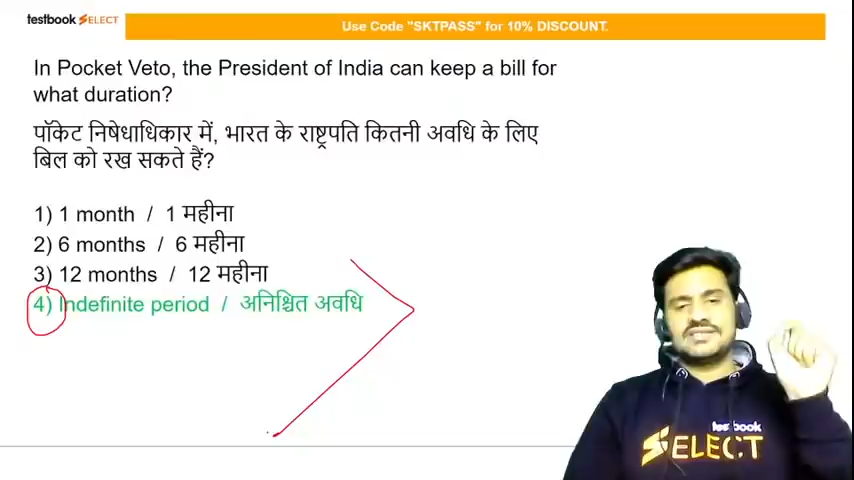 testbook SELECT
Use Code "SKTPASS" for 10% DISCOUNT.
In Pocket Veto, the President of India can keep a bill for
what duration?
पॉकेट निषेधाधिकार में, भारत के राष्ट्रपति कितनी अवधि के लिए
बिल को रख सकते हैं?
1) 1 month / 1 महीना
2) 6 months / 6 महीना
3) 12 months / 12 महीना
4) Indefinite period / अनिश्चित अवधि
testbook
SELECT